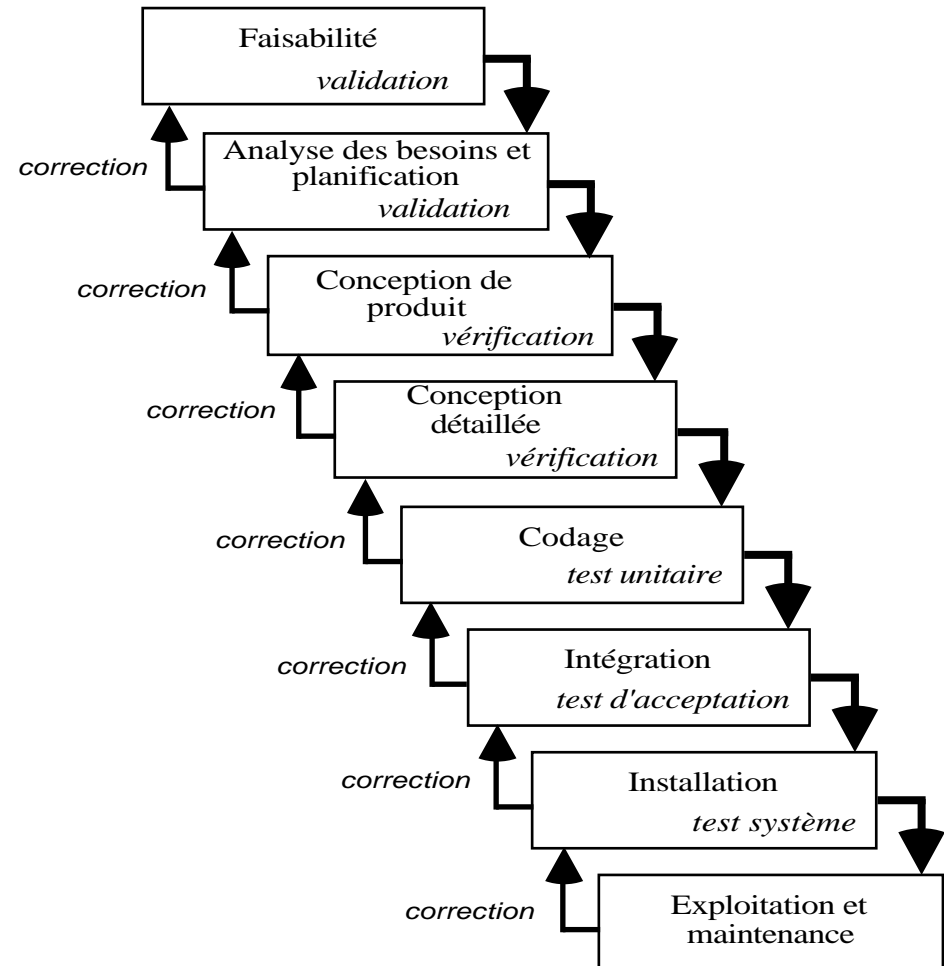 Faisabilité
validation
correction
Analyse des besoins et
planification
validation
correction
Conception de
produit
vérification
correction
Conception
détaillée
vérification
correction
Codage
test unitaire
correction
Intégration
test d'acceptation
correction
Installation
test système
correction
Exploitation et
maintenance